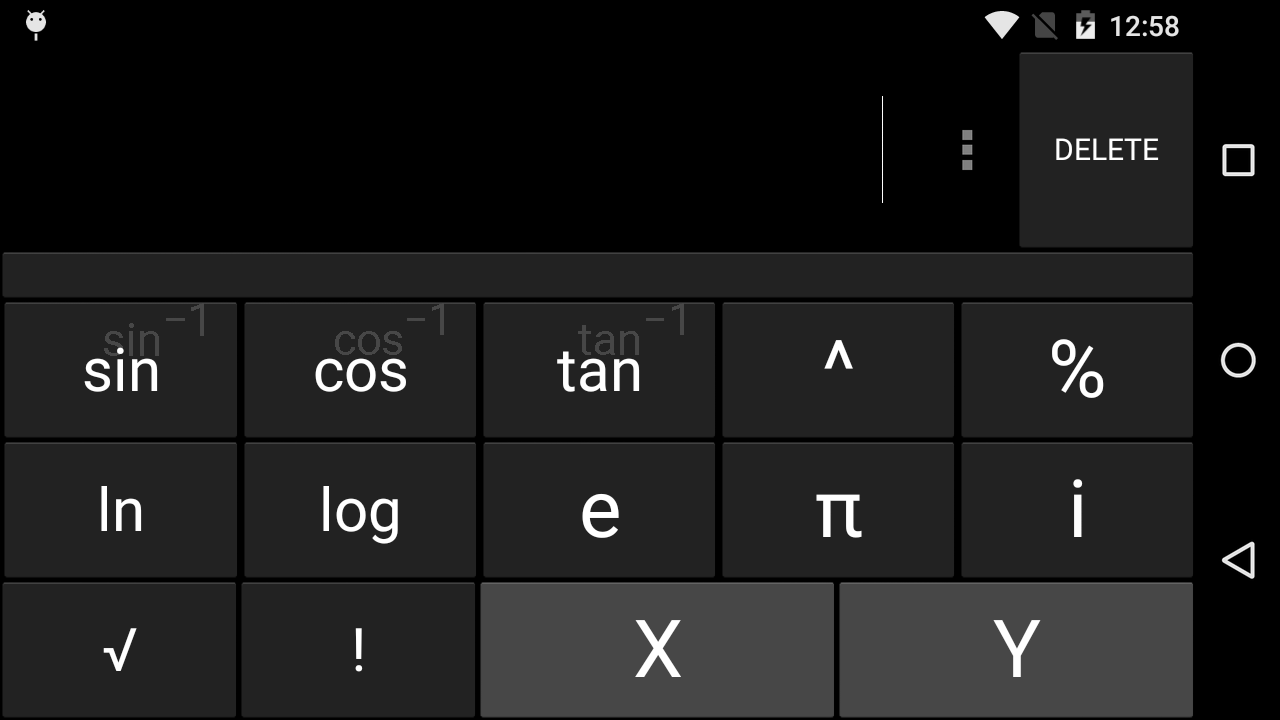 12:58
DELETE
sin⁻¹ cos⁻¹ tan⁻¹
sin cos tan ^ %
ln log e π i
√ ! X Y